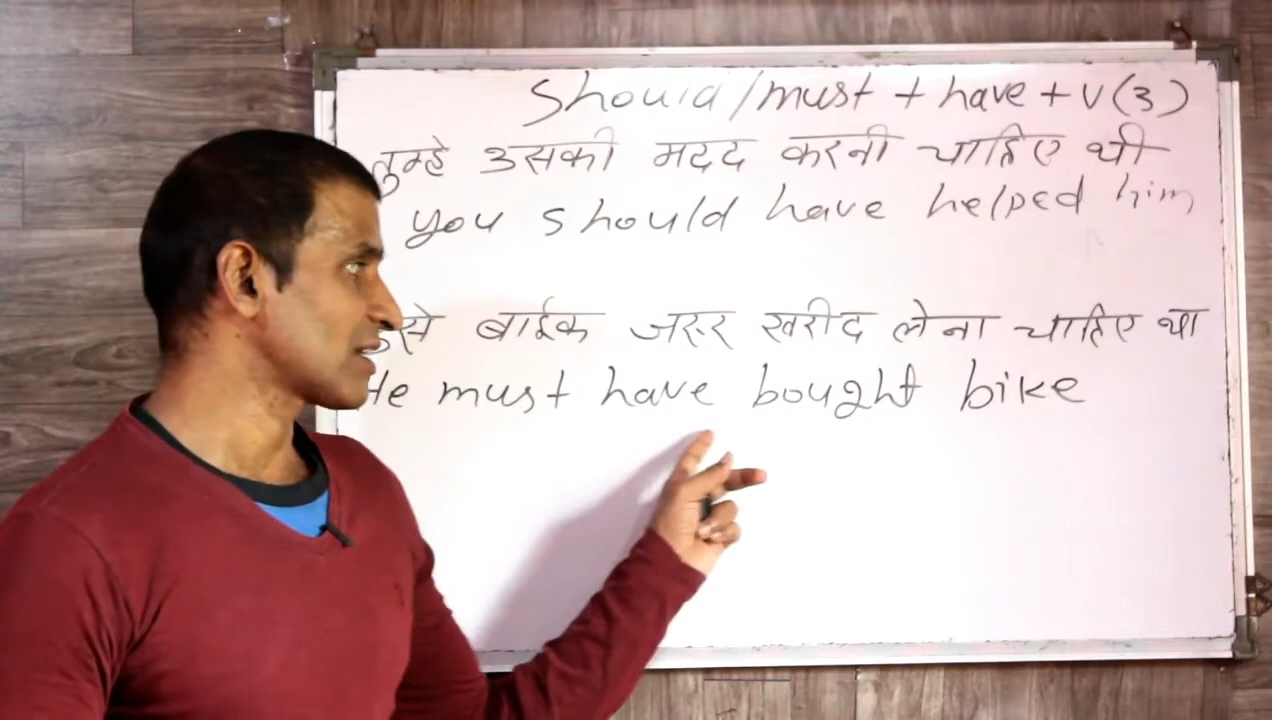 Should/must + have + v(3)
तुम्हे उसकी मदद करनी चाहिए थी
you should have helped him
बाईक जरुर खरीद लेना चाहिए था
He must have bought bike